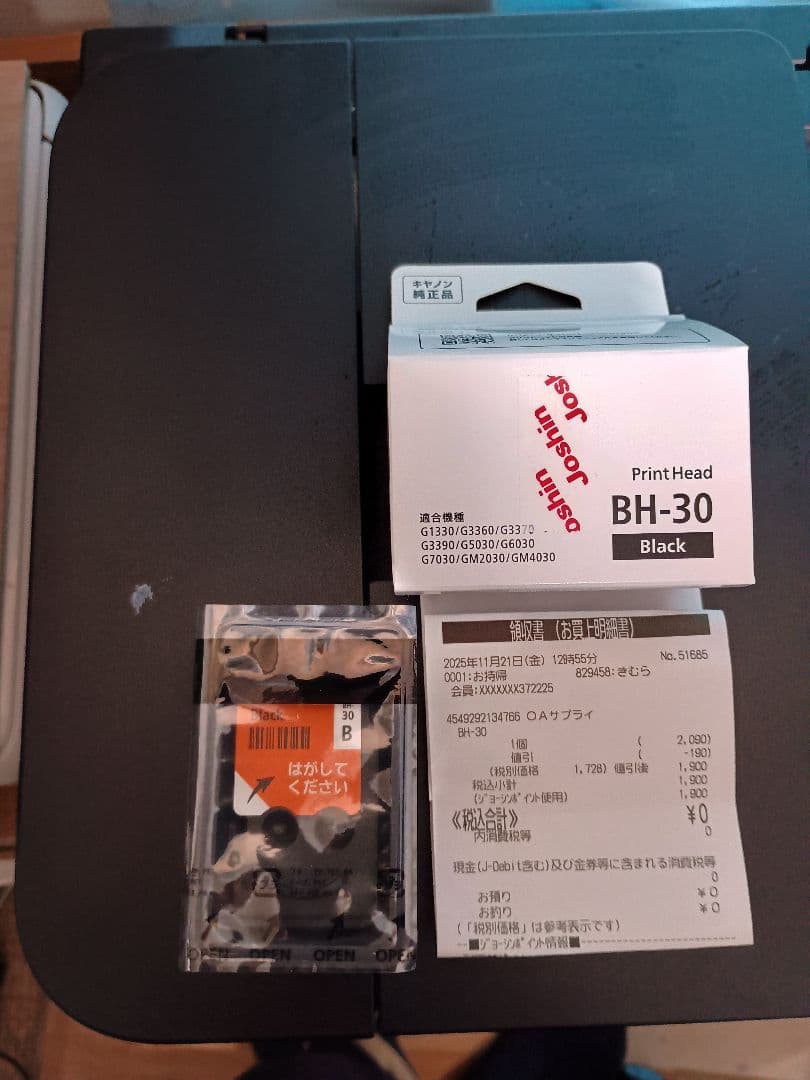 キヤノン
純正品
Josh
Joshin
oshin
Print Head
BH-30
Black
適合機種
G1330/G3360/G3370
G3390/G5030/G6030
G7030/GM2030/GM4030
領収書 (お買上明細書)
2025年11月21日(金) 12時55分 No.51685
0001:お持帰 829458:きむら
会員:XXXXXXX372225
4549292134766 OAサプライ
BH-30
1個 ( 2,090)
値引 ( -190)
(税別価格 1,728) 値引後 1,900
税込小計 1,900
(ジョーシンポイント使用) 1,900
《税込合計》 ¥0
内消費税等 0
現金(J-Debit含む)及び金券等に含まれる消費税等
0
お預り ¥0
お釣り ¥0
(「税別価格」は参考表示です)
--■ジョーシンポイント情報■--
Black
BH-
30
B
はがして
ください
プラ
OPEN OPEN OPEN OPEN